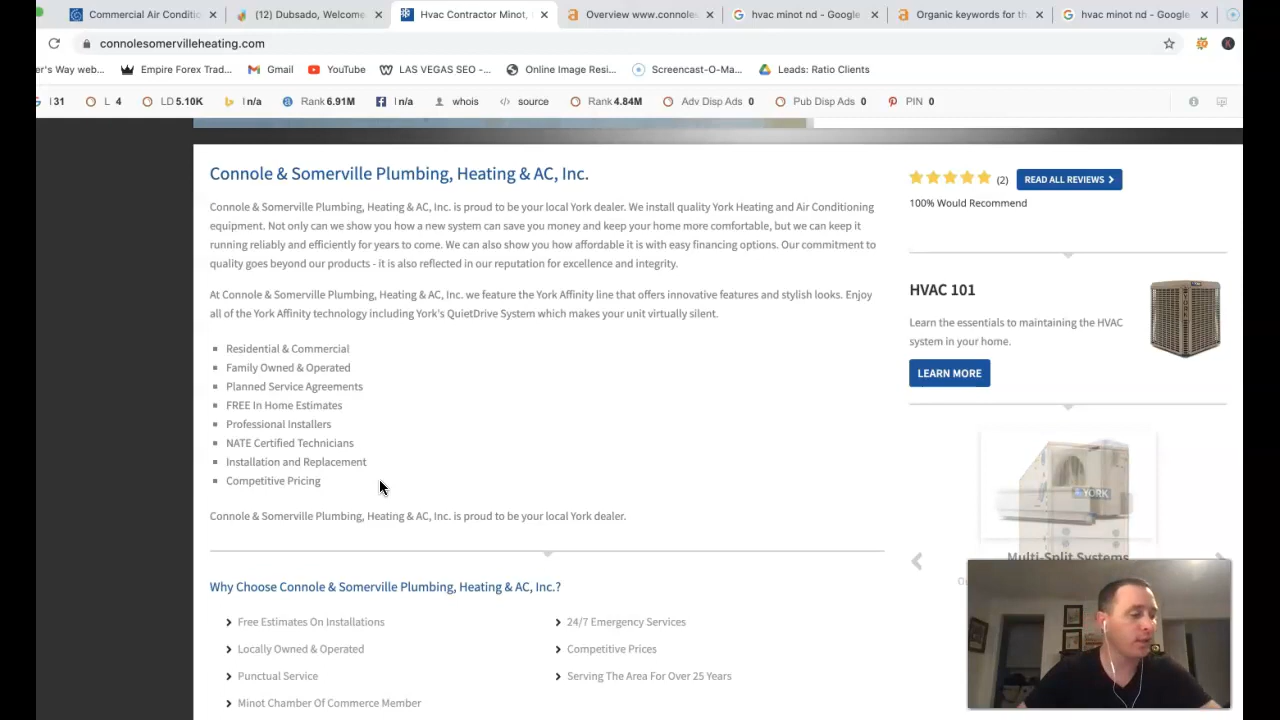 Commercial Air Conditio
(12) Dubsado, Welcome
Hvac Contractor Minot,
Overview www.connoles
hvac minot nd - Google
Organic keywords for th
hvac minot nd - Google
connolesomervilleheating.com
er's Way web...
Empire Forex Trad...
Gmail
YouTube
LAS VEGAS SEO -...
Online Image Resi...
Screencast-O-Ma...
Leads: Ratio Clients
I 31
L 4
LD 5.10K
I n/a
Rank 6.91M
I n/a
whois
source
Rank 4.84M
Adv Disp Ads 0
Pub Disp Ads 0
PIN 0
Connole & Somerville Plumbing, Heating & AC, Inc.
Connole & Somerville Plumbing, Heating & AC, Inc. is proud to be your local York dealer. We install quality York Heating and Air Conditioning
equipment. Not only can we show you how a new system can save you money and keep your home more comfortable, but we can keep it
running reliably and efficiently for years to come. We can also show you how affordable it is with easy financing options. Our commitment to
quality goes beyond our products - it is also reflected in our reputation for excellence and integrity.
At Connole & Somerville Plumbing, Heating & AC, Inc. we feature the York Affinity line that offers innovative features and stylish looks. Enjoy
all of the York Affinity technology including York's QuietDrive System which makes your unit virtually silent.
Residential & Commercial
Family Owned & Operated
Planned Service Agreements
FREE In Home Estimates
Professional Installers
NATE Certified Technicians
Installation and Replacement
Competitive Pricing
Connole & Somerville Plumbing, Heating & AC, Inc. is proud to be your local York dealer.
Why Choose Connole & Somerville Plumbing, Heating & AC, Inc.?
Free Estimates On Installations
Locally Owned & Operated
Punctual Service
Minot Chamber Of Commerce Member
24/7 Emergency Services
Competitive Prices
Serving The Area For Over 25 Years
(2)
READ ALL REVIEWS
100% Would Recommend
HVAC 101
Learn the essentials to maintaining the HVAC
system in your home.
LEARN MORE
YORK
Multi-Split Systems